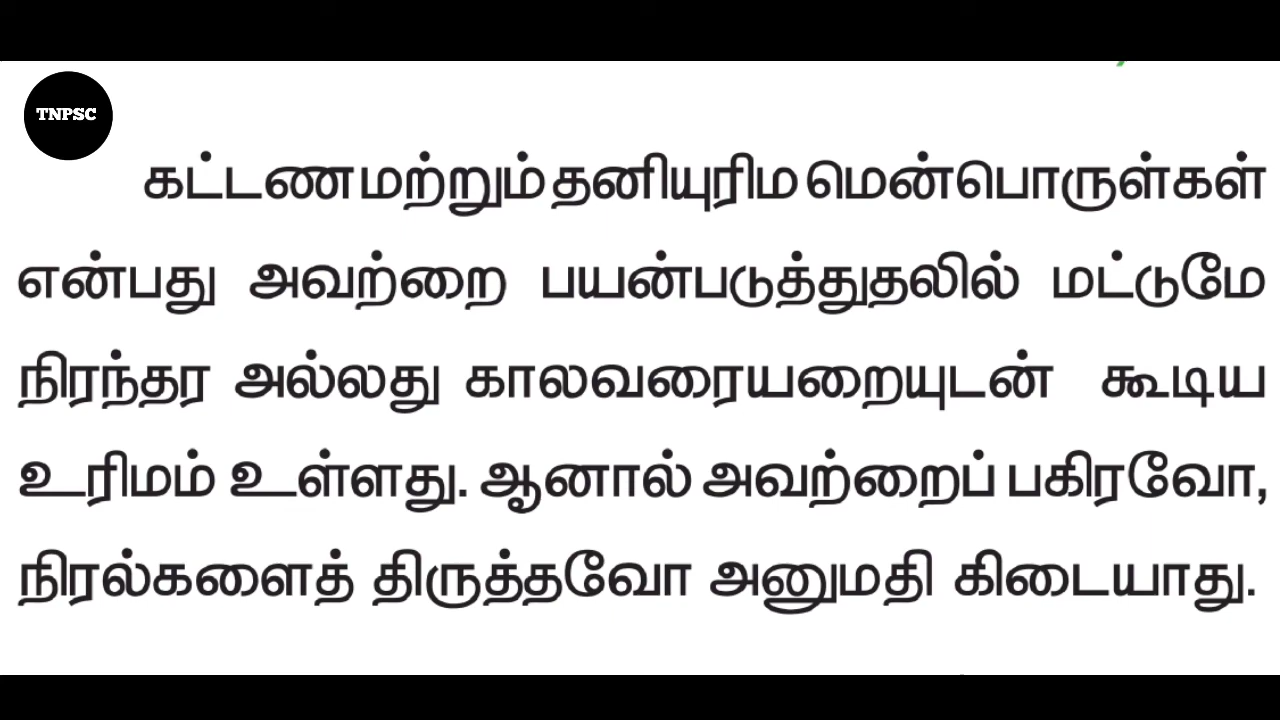 TNPSC
கட்டண மற்றும் தனியுரிம மென்பொருள்கள்
என்பது அவற்றை பயன்படுத்துதலில் மட்டுமே
நிரந்தர அல்லது காலவரையறையுடன் கூடிய
உரிமம் உள்ளது. ஆனால் அவற்றைப் பகிரவோ,
நிரல்களைத் திருத்தவோ அனுமதி கிடையாது.